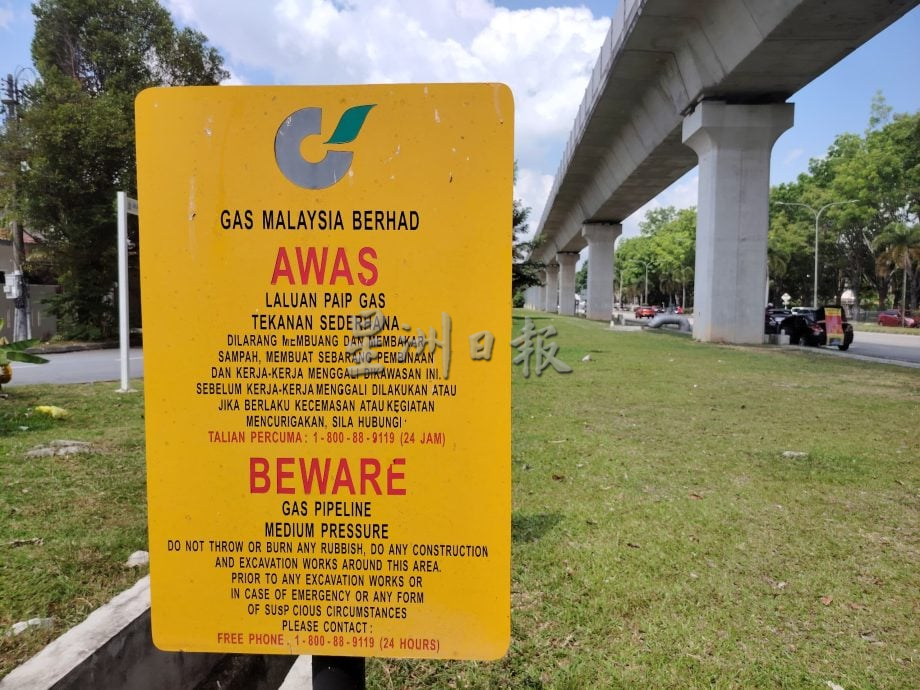 GAS MALAYSIA BERHAD
AWAS
LALUAN PAIP GAS
TEKANAN SEDERHANA
DILARANG MEMBUANG DAN MEMBAKAR
SAMPAH, MEMBUAT SEBARANG PEMBINAAN
DAN KERJA-KERJA MENGGALI DIKAWASAN INI.
SEBELUM KERJA-KERJA MENGGALI DILAKUKAN ATAU
JIKA BERLAKU KECEMASAN ATAU KEGIATAN
MENCURIGAKAN, SILA HUBUNGI
TALIAN PERCUMA : 1-800-88-9119 (24 JAM)
星洲日报
BEWARE
GAS PIPELINE
MEDIUM PRESSURE
DO NOT THROW OR BURN ANY RUBBISH, DO ANY CONSTRUCTION
AND EXCAVATION WORKS AROUND THIS AREA.
PRIOR TO ANY EXCAVATION WORKS OR
IN CASE OF EMERGENCY OR ANY FORM
OF SUSP CIOUS CIRCUMSTANCES
PLEASE CONTACT :
FREE PHONE : 1-800-88-9119 (24 HOURS)